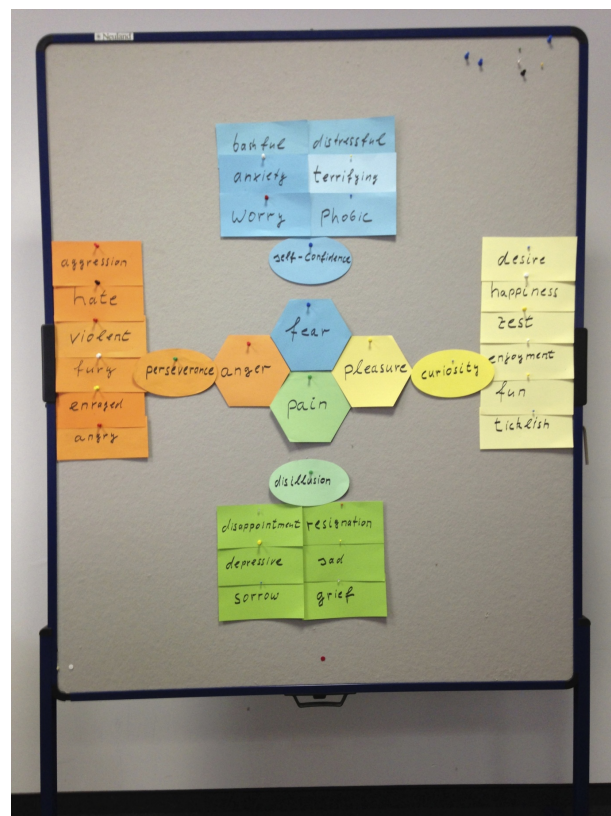 Neuland
bashful
distressful
anxiety
terrifying
worry
phobic
self-confidence
aggression
hate
violent
fury
enraged
angry
perseverance
anger
fear
pain
pleasure
curiosity
desire
happiness
zest
enjoyment
fun
ticklish
disillusion
disappointment
resignation
depressive
sad
sorrow
grief